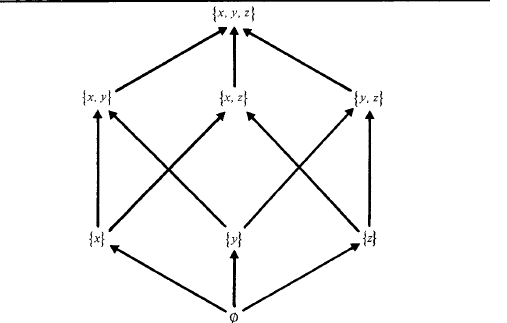 {x, y, z}
{x, y} {x, z} {y, z}
{x} {y} {z}
∅